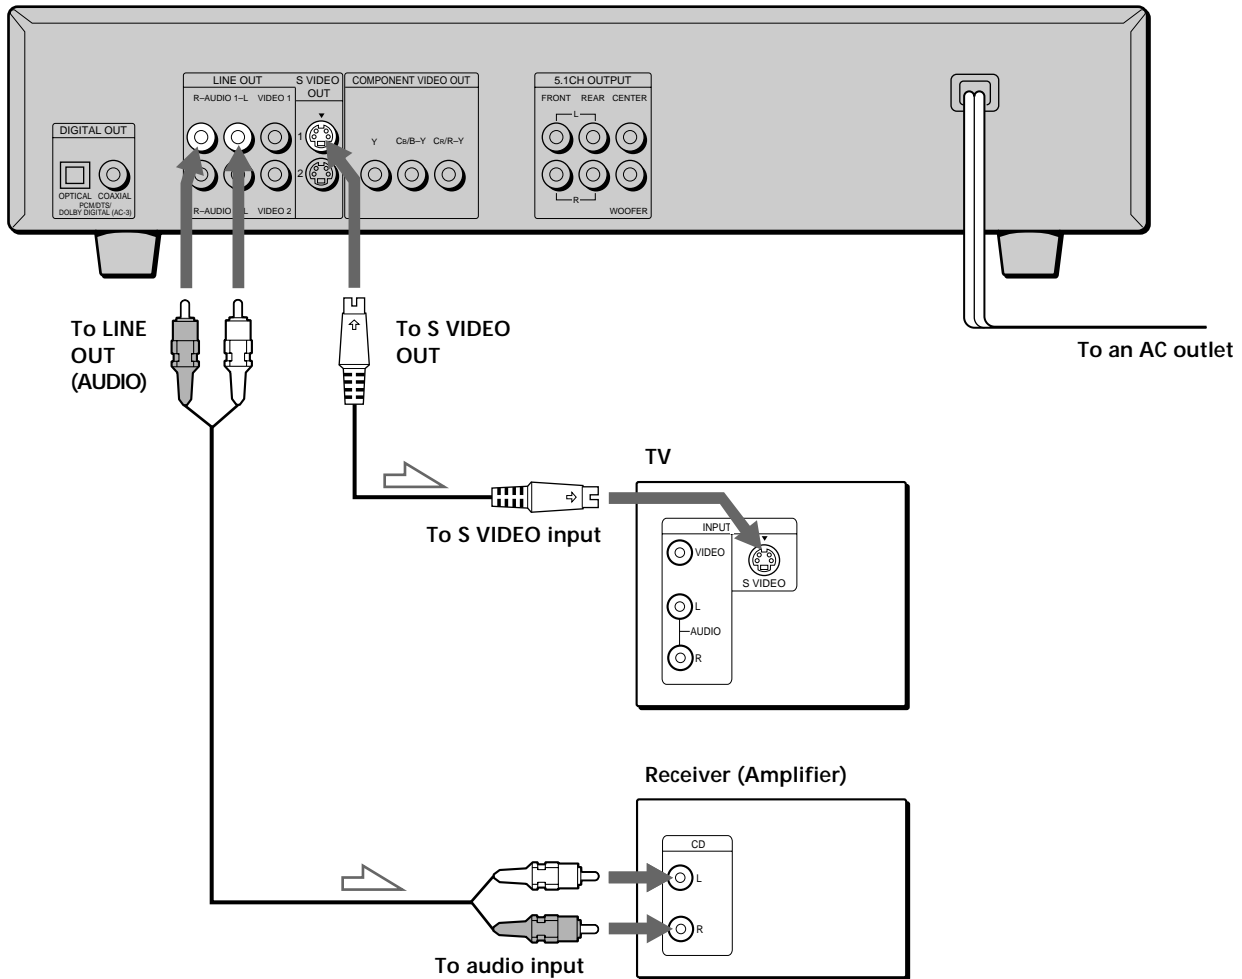 LINE OUT
R–AUDIO 1–L VIDEO 1
S VIDEO
OUT
1
2
COMPONENT VIDEO OUT
Y CB/B–Y CR/R–Y
5.1CH OUTPUT
FRONT REAR CENTER
L
R
WOOFER
DIGITAL OUT
OPTICAL COAXIAL
PCM/DTS/
DOLBY DIGITAL (AC-3)
R–AUDIO L VIDEO 2
To LINE
OUT
(AUDIO)
To S VIDEO
OUT
To an AC outlet
TV
To S VIDEO input
INPUT
VIDEO
S VIDEO
L
AUDIO
R
Receiver (Amplifier)
CD
L
R
To audio input